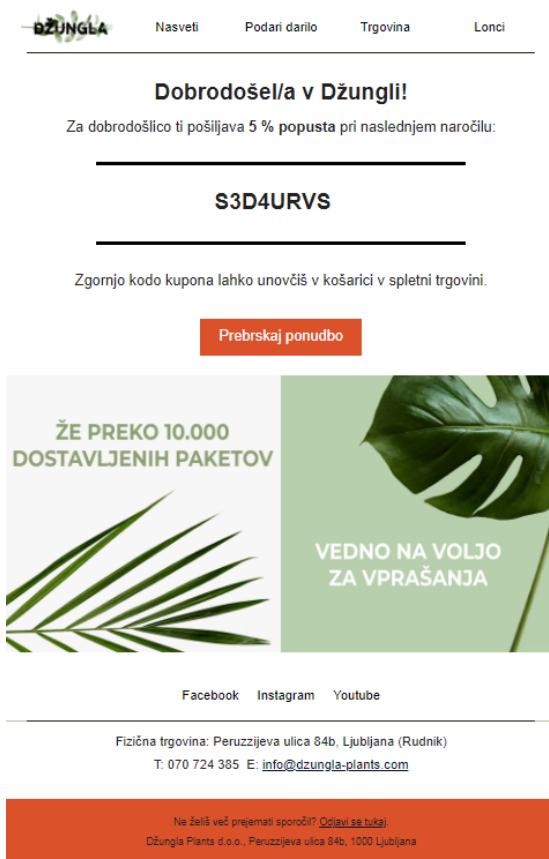 DŽUNGLA
Nasveti Podari darilo Trgovina Lonci
Dobrodošel/a v Džungli!
Za dobrodošlico ti pošiljava 5 % popusta pri naslednjem naročilu:
S3D4URVS
Zgornjo kodo kupona lahko unovčiš v košarici v spletni trgovini.
Prebrskaj ponudbo
ŽE PREKO 10.000
DOSTAVLJENIH PAKETOV
VEDNO NA VOLJO
ZA VPRAŠANJA
Facebook Instagram Youtube
Fizična trgovina: Peruzzijeva ulica 84b, Ljubljana (Rudnik)
T: 070 724 385 E: info@dzungla-plants.com
Ne želiš več prejemati sporočil? Odjavi se tukaj.
Džungla Plants d.o.o., Peruzzijeva ulica 84b, 1000 Ljubljana